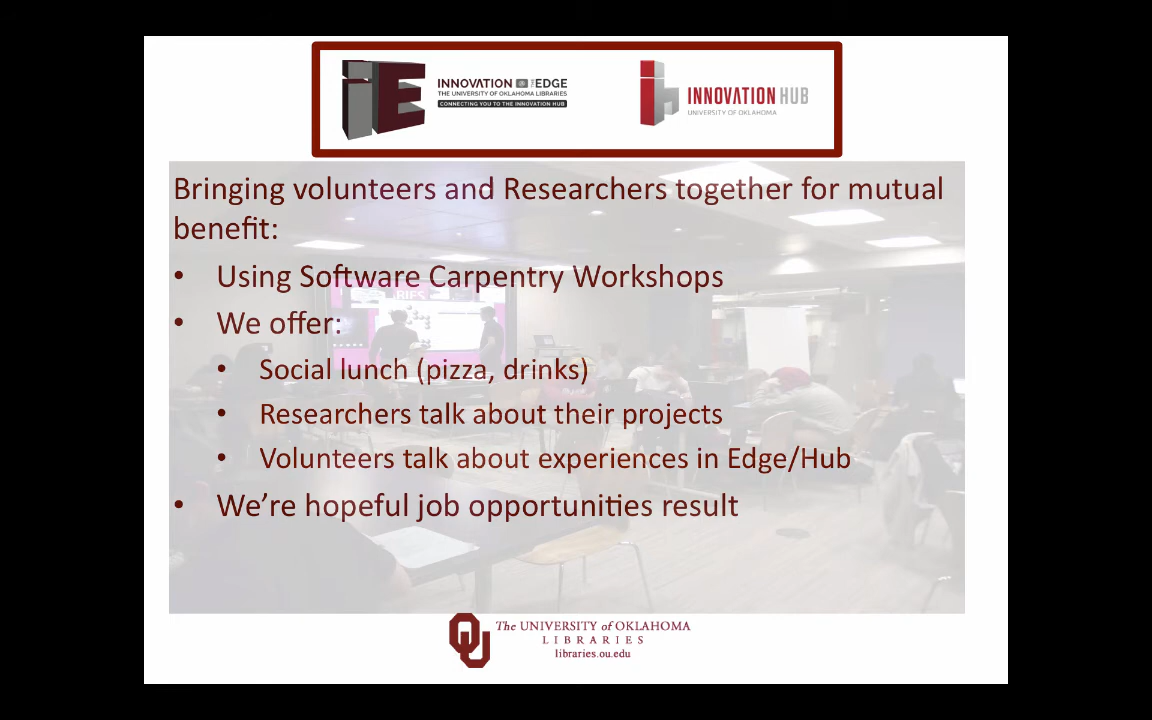 INNOVATION @ THE EDGE
THE UNIVERSITY OF OKLAHOMA LIBRARIES
CONNECTING YOU TO THE INNOVATION HUB
INNOVATION HUB
UNIVERSITY OF OKLAHOMA
Bringing volunteers and Researchers together for mutual
benefit:
• Using Software Carpentry Workshops
• We offer:
• Social lunch (pizza, drinks)
• Researchers talk about their projects
• Volunteers talk about experiences in Edge/Hub
• We’re hopeful job opportunities result
The UNIVERSITY of OKLAHOMA
LIBRARIES
libraries.ou.edu